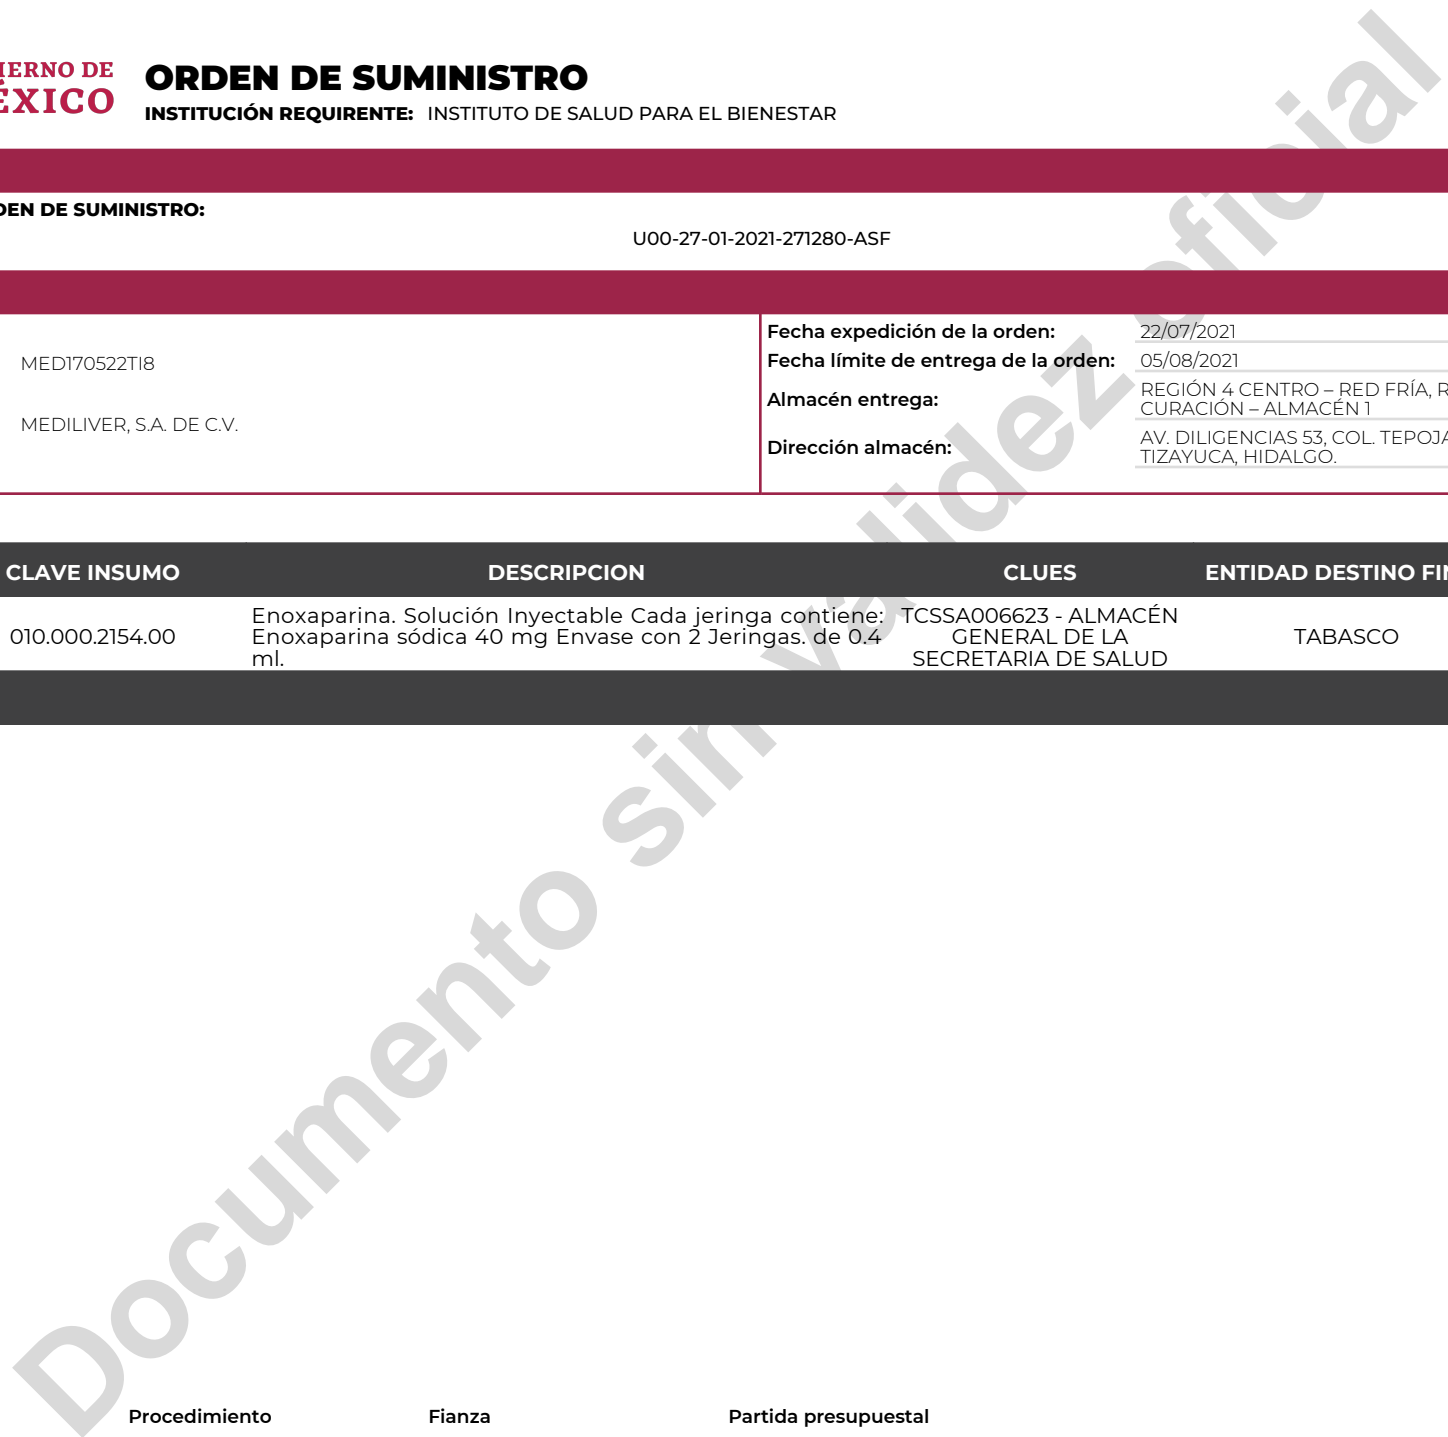 IERNO DE
ÉXICO
ORDEN DE SUMINISTRO
INSTITUCIÓN REQUIRENTE: INSTITUTO DE SALUD PARA EL BIENESTAR
DEN DE SUMINISTRO:
U00-27-01-2021-271280-ASF
MED170522TI8
MEDILIVER, S.A. DE C.V.
Fecha expedición de la orden: 22/07/2021
Fecha límite de entrega de la orden: 05/08/2021
Almacén entrega: REGIÓN 4 CENTRO – RED FRÍA, R
CURACIÓN – ALMACÉN 1
Dirección almacén: AV. DILIGENCIAS 53, COL. TEPOJA
TIZAYUCA, HIDALGO.
CLAVE INSUMO DESCRIPCION CLUES ENTIDAD DESTINO FIN
010.000.2154.00
Enoxaparina. Solución Inyectable Cada jeringa contiene:
Enoxaparina sódica 40 mg Envase con 2 Jeringas. de 0.4
ml.
TCSSA006623 - ALMACÉN
GENERAL DE LA
SECRETARIA DE SALUD
TABASCO
Documento sin validez oficial
Procedimiento Fianza Partida presupuestal